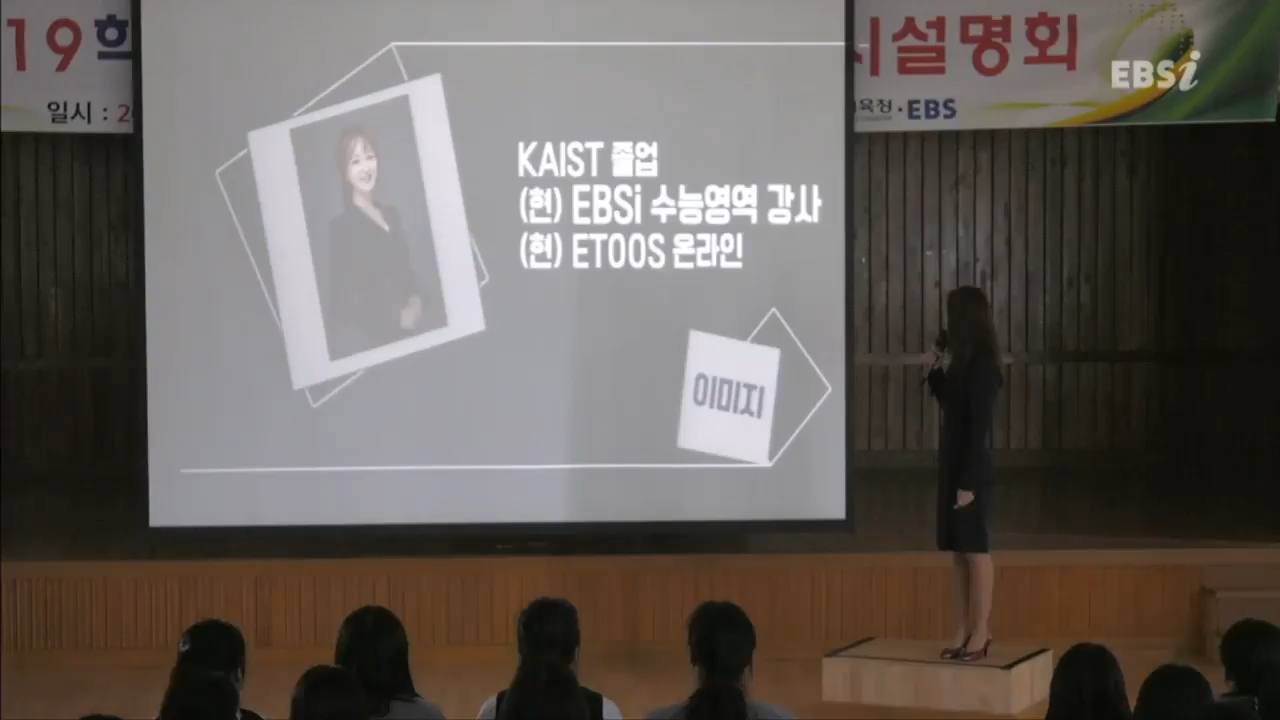 19학
시설명회
EBSi
일시 : 2
육청 · EBS
KAIST 졸업
(현) EBSi 수능영역 강사
(현) ETOOS 온라인
이미지